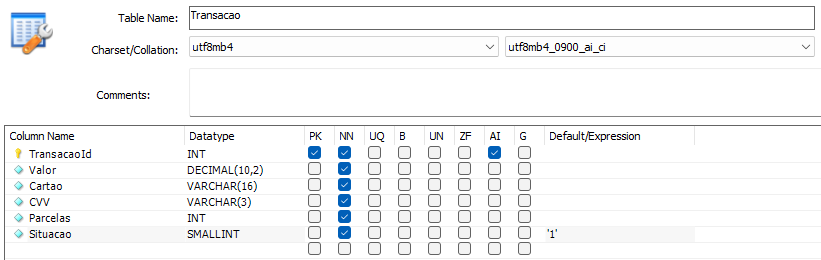 Table Name: Transacao
Charset/Collation: utf8mb4 utf8mb4_0900_ai_ci
Comments:
Column Name Datatype PK NN UQ B UN ZF AI G Default/Expression
TransacaoId INT
Valor DECIMAL(10,2)
Cartao VARCHAR(16)
CVV VARCHAR(3)
Parcelas INT
Situacao SMALLINT '1'